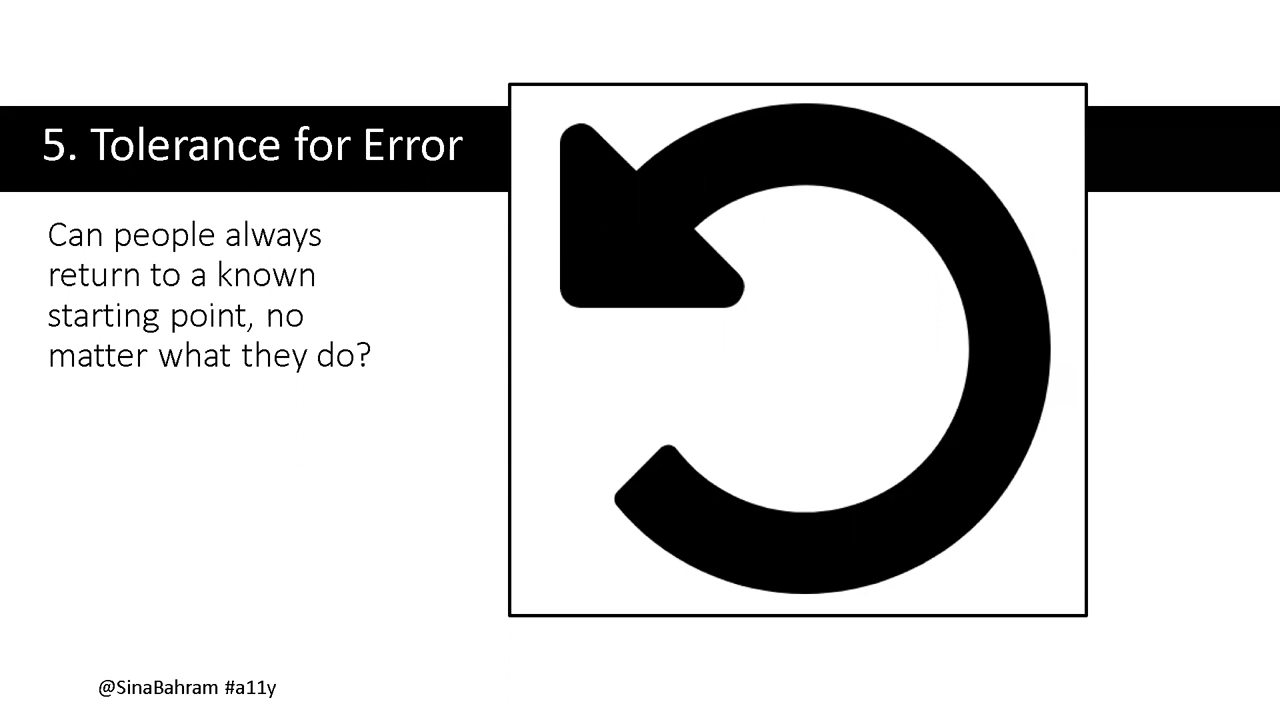 5. Tolerance for Error
Can people always
return to a known
starting point, no
matter what they do?
@SinaBahram #a11y